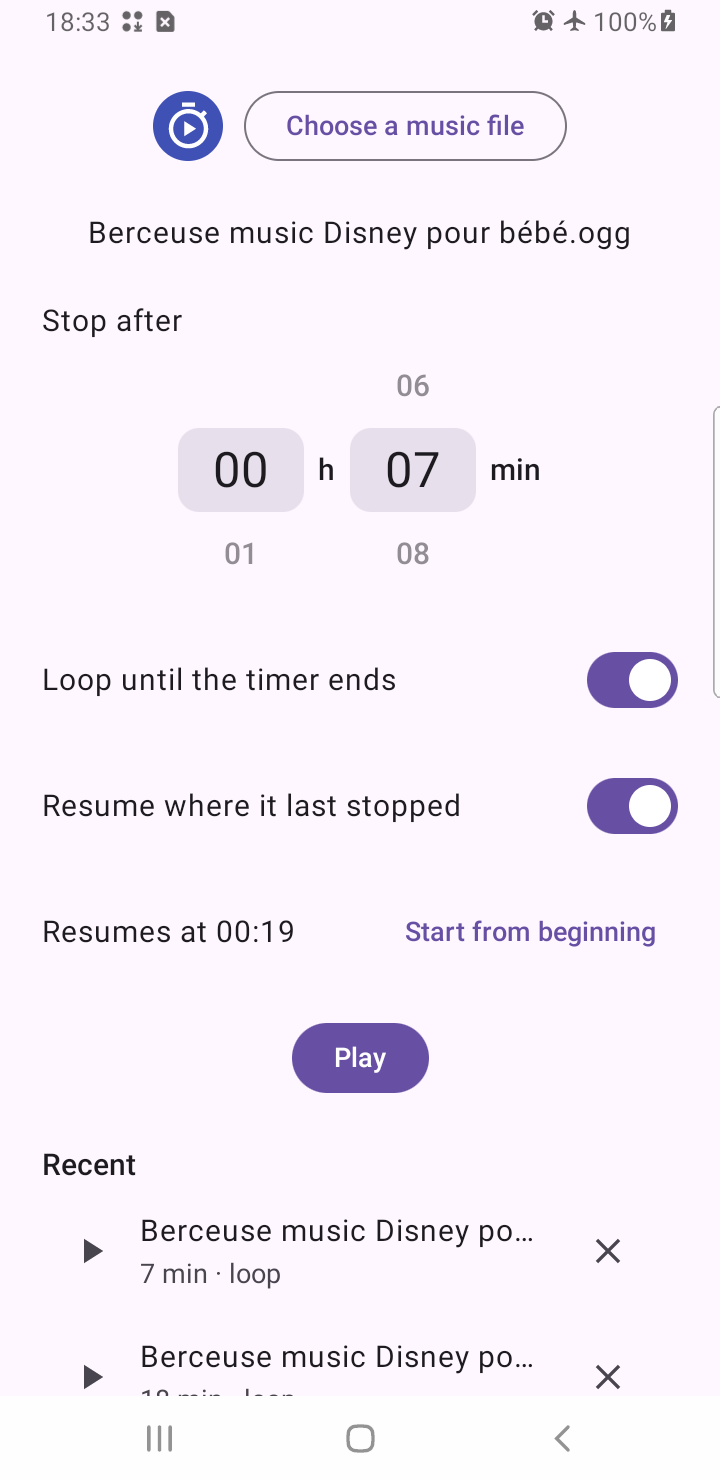 18:33
100%
Choose a music file
Berceuse music Disney pour bébé.ogg
Stop after
06
00 h 07 min
01 08
Loop until the timer ends
Resume where it last stopped
Resumes at 00:19 Start from beginning
Play
Recent
Berceuse music Disney po...
7 min · loop
Berceuse music Disney po...